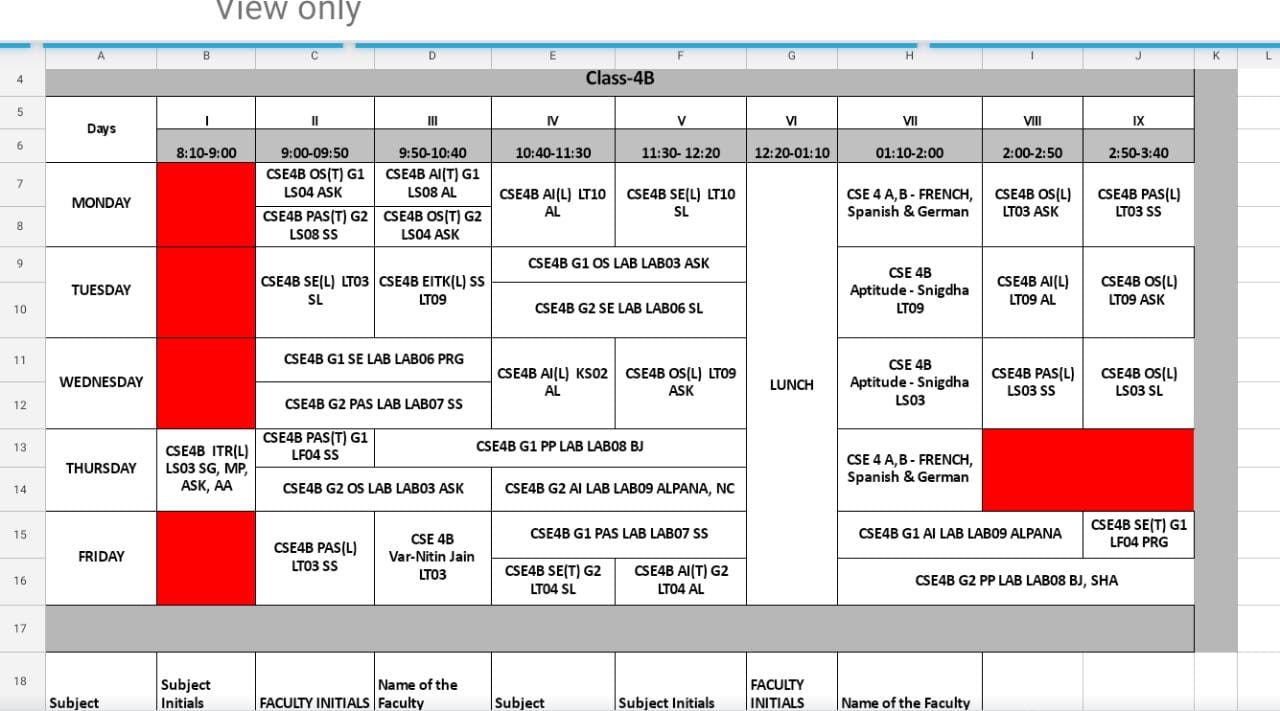 View only
A B C D E F G H I J K L
4 Class-4B
5 Days I II III IV V VI VII VIII IX
6 8:10-9:00 9:00-09:50 9:50-10:40 10:40-11:30 11:30- 12:20 12:20-01:10 01:10-2:00 2:00-2:50 2:50-3:40
7
8
MONDAY
CSE4B OS(T) G1
LS04 ASK
CSE4B PAS(T) G2
LS08 SS
CSE4B AI(T) G1
LS08 AL
CSE4B OS(T) G2
LS04 ASK
CSE4B AI(L) LT10
AL
CSE4B SE(L) LT10
SL
CSE 4 A,B - FRENCH,
Spanish & German
CSE4B OS(L)
LT03 ASK
CSE4B PAS(L)
LT03 SS
9
10
TUESDAY
CSE4B SE(L) LT03
SL
CSE4B EITK(L) SS
LT09
CSE4B G1 OS LAB LAB03 ASK
CSE4B G2 SE LAB LAB06 SL
CSE 4B
Aptitude - Snigdha
LT09
CSE4B AI(L)
LT09 AL
CSE4B OS(L)
LT09 ASK
11
12
WEDNESDAY
CSE4B G1 SE LAB LAB06 PRG
CSE4B G2 PAS LAB LAB07 SS
CSE4B AI(L) KS02
AL
CSE4B OS(L) LT09
ASK
LUNCH
CSE 4B
Aptitude - Snigdha
LS03
CSE4B PAS(L)
LS03 SS
CSE4B OS(L)
LS03 SL
13
14
THURSDAY
CSE4B ITR(L)
LS03 SG, MP,
ASK, AA
CSE4B PAS(T) G1
LF04 SS
CSE4B G1 PP LAB LAB08 BJ
CSE4B G2 OS LAB LAB03 ASK
CSE4B G2 AI LAB LAB09 ALPANA, NC
CSE 4 A,B - FRENCH,
Spanish & German
15
16
FRIDAY
CSE4B PAS(L)
LT03 SS
CSE 4B
Var-Nitin Jain
LT03
CSE4B G1 PAS LAB LAB07 SS
CSE4B SE(T) G2
LT04 SL
CSE4B AI(T) G2
LT04 AL
CSE4B G1 AI LAB LAB09 ALPANA
CSE4B SE(T) G1
LF04 PRG
CSE4B G2 PP LAB LAB08 BJ, SHA
17
18
Subject
Subject
Initials
FACULTY INITIALS
Name of the
Faculty
Subject
Subject Initials
FACULTY
INITIALS
Name of the Faculty